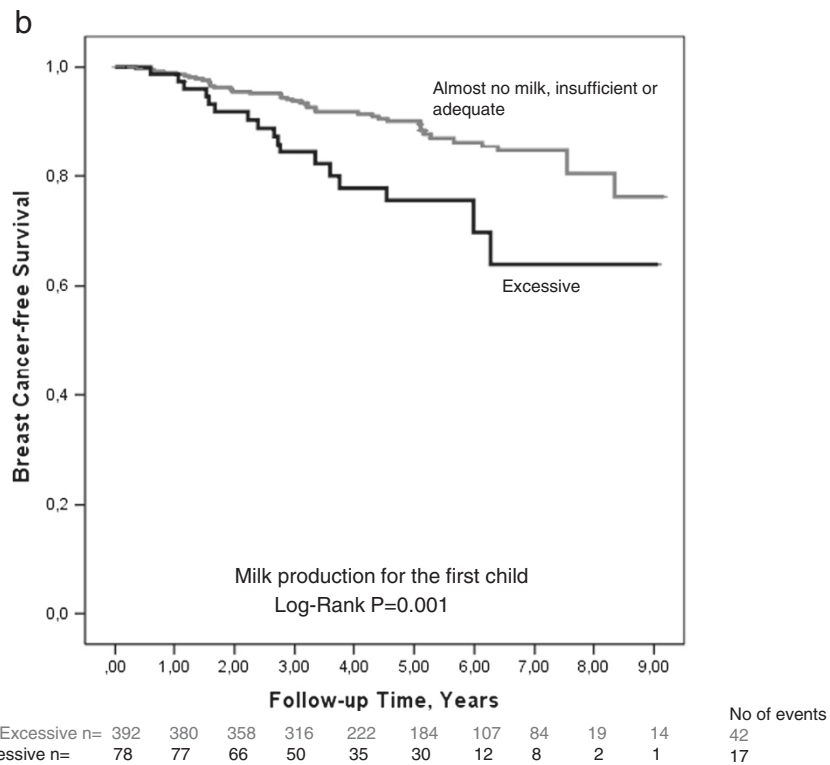 b
1,0
Almost no milk, insufficient or
adequate
0,8
0,6
Excessive
0,4
0,2
0,0
Breast Cancer-free Survival
Milk production for the first child
Log-Rank P=0.001
,00 1,00 2,00 3,00 4,00 5,00 6,00 7,00 8,00 9,00
Follow-up Time, Years
No of events
Excessive n= 392 380 358 316 222 184 107 84 19 14 42
essive n= 78 77 66 50 35 30 12 8 2 1 17